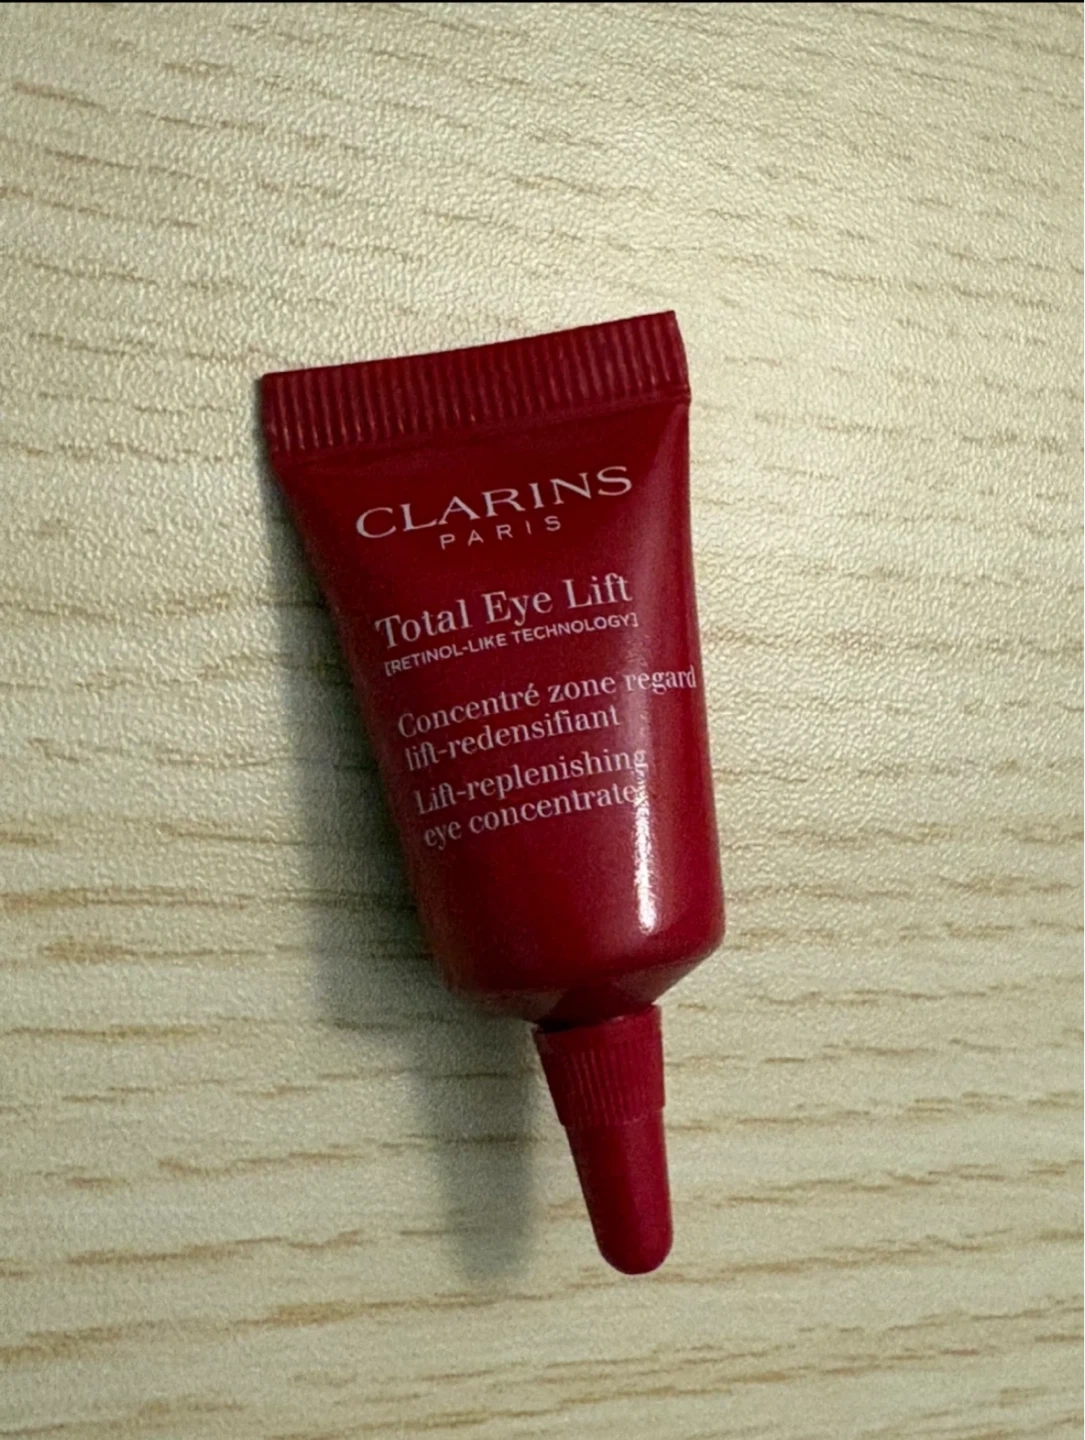 CLARINS
PARIS
Total Eye Lift
[RETINOL-LIKE TECHNOLOGY]
Concentré zone regard
lift-redensifiant
Lift-replenishing
eye concentrate